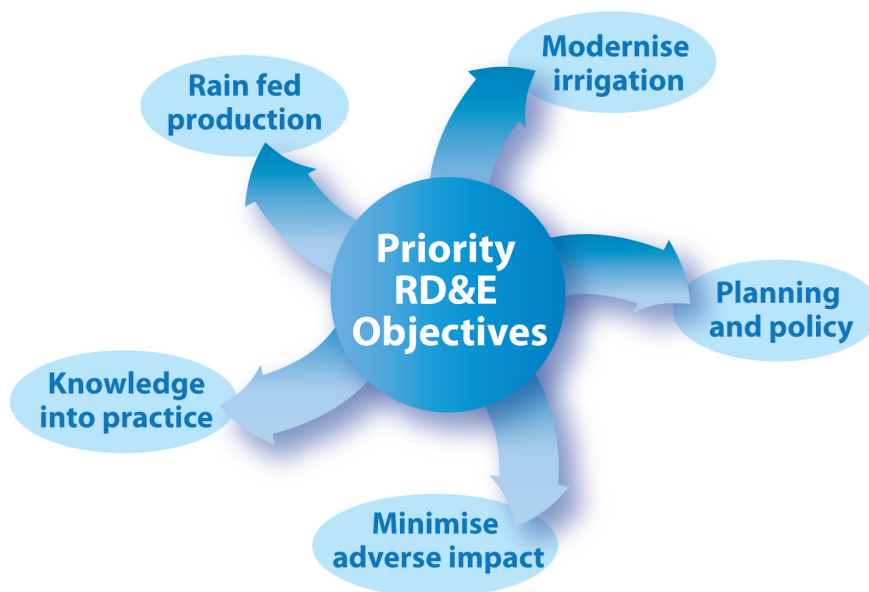 Modernise
irrigation
Rain fed
production
Priority
RD&E
Objectives
Planning
and policy
Knowledge
into practice
Minimise
adverse impact